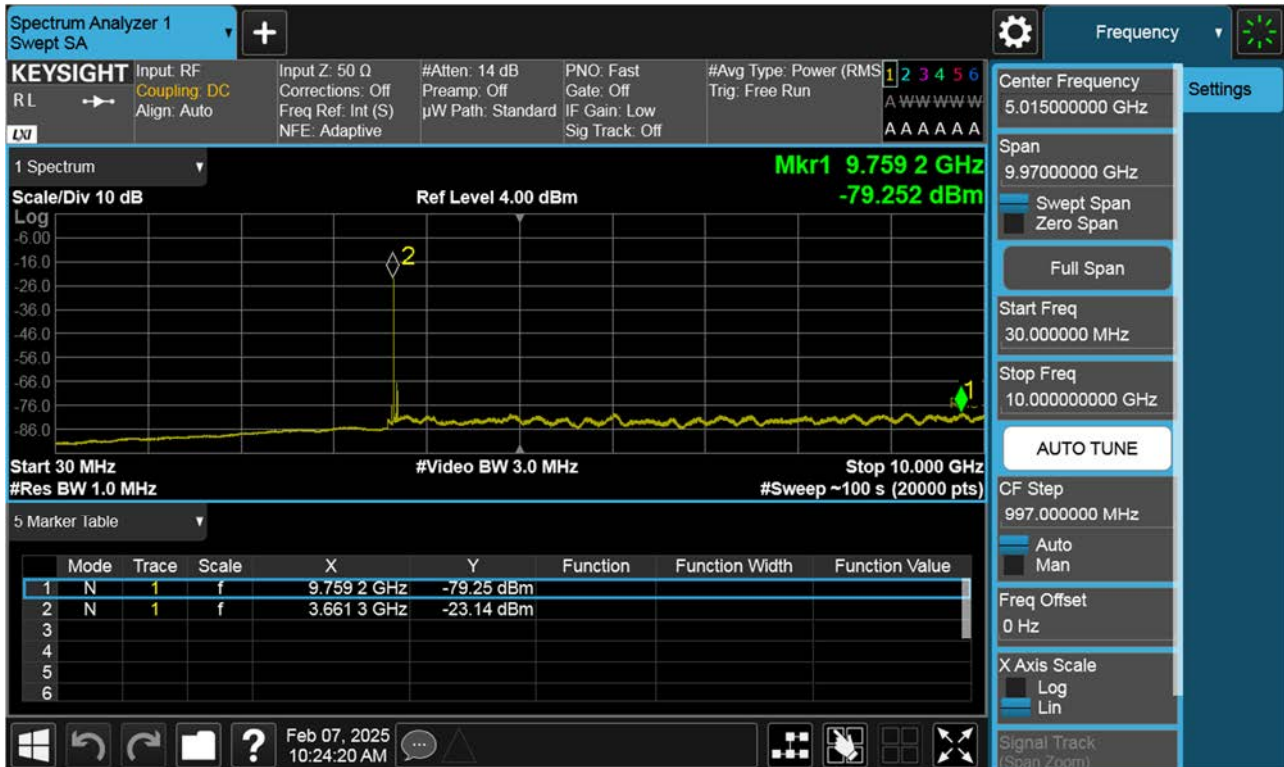 Spectrum Analyzer 1
Swept SA
+
Frequency
KEYSIGHT
RL
LXI
Input: RF
Coupling: DC
Align: Auto
Input Z: 50 Ω
Corrections: Off
Freq Ref: Int (S)
NFE: Adaptive
#Atten: 14 dB
Preamp: Off
µW Path: Standard
PNO: Fast
Gate: Off
IF Gain: Low
Sig Track: Off
#Avg Type: Power (RMS
Trig: Free Run
1 2 3 4 5 6
A W W W W W
A A A A A A
1 Spectrum
Mkr1 9.759 2 GHz
-79.252 dBm
Scale/Div 10 dB
Ref Level 4.00 dBm
Log
-6.00
-16.0
-26.0
-36.0
-46.0
-56.0
-66.0
-76.0
-86.0
2
1
Start 30 MHz
#Video BW 3.0 MHz
Stop 10.000 GHz
#Res BW 1.0 MHz
#Sweep ~100 s (20000 pts)
5 Marker Table
Mode Trace Scale X Y Function Function Width Function Value
1 N 1 f 9.759 2 GHz -79.25 dBm
2 N 1 f 3.661 3 GHz -23.14 dBm
3
4
5
6
?
Feb 07, 2025
10:24:20 AM
Center Frequency
5.015000000 GHz
Settings
Span
9.97000000 GHz
Swept Span
Zero Span
Full Span
Start Freq
30.000000 MHz
Stop Freq
10.000000000 GHz
AUTO TUNE
CF Step
997.000000 MHz
Auto
Man
Freq Offset
0 Hz
X Axis Scale
Log
Lin
Signal Track
(Span Zoom)